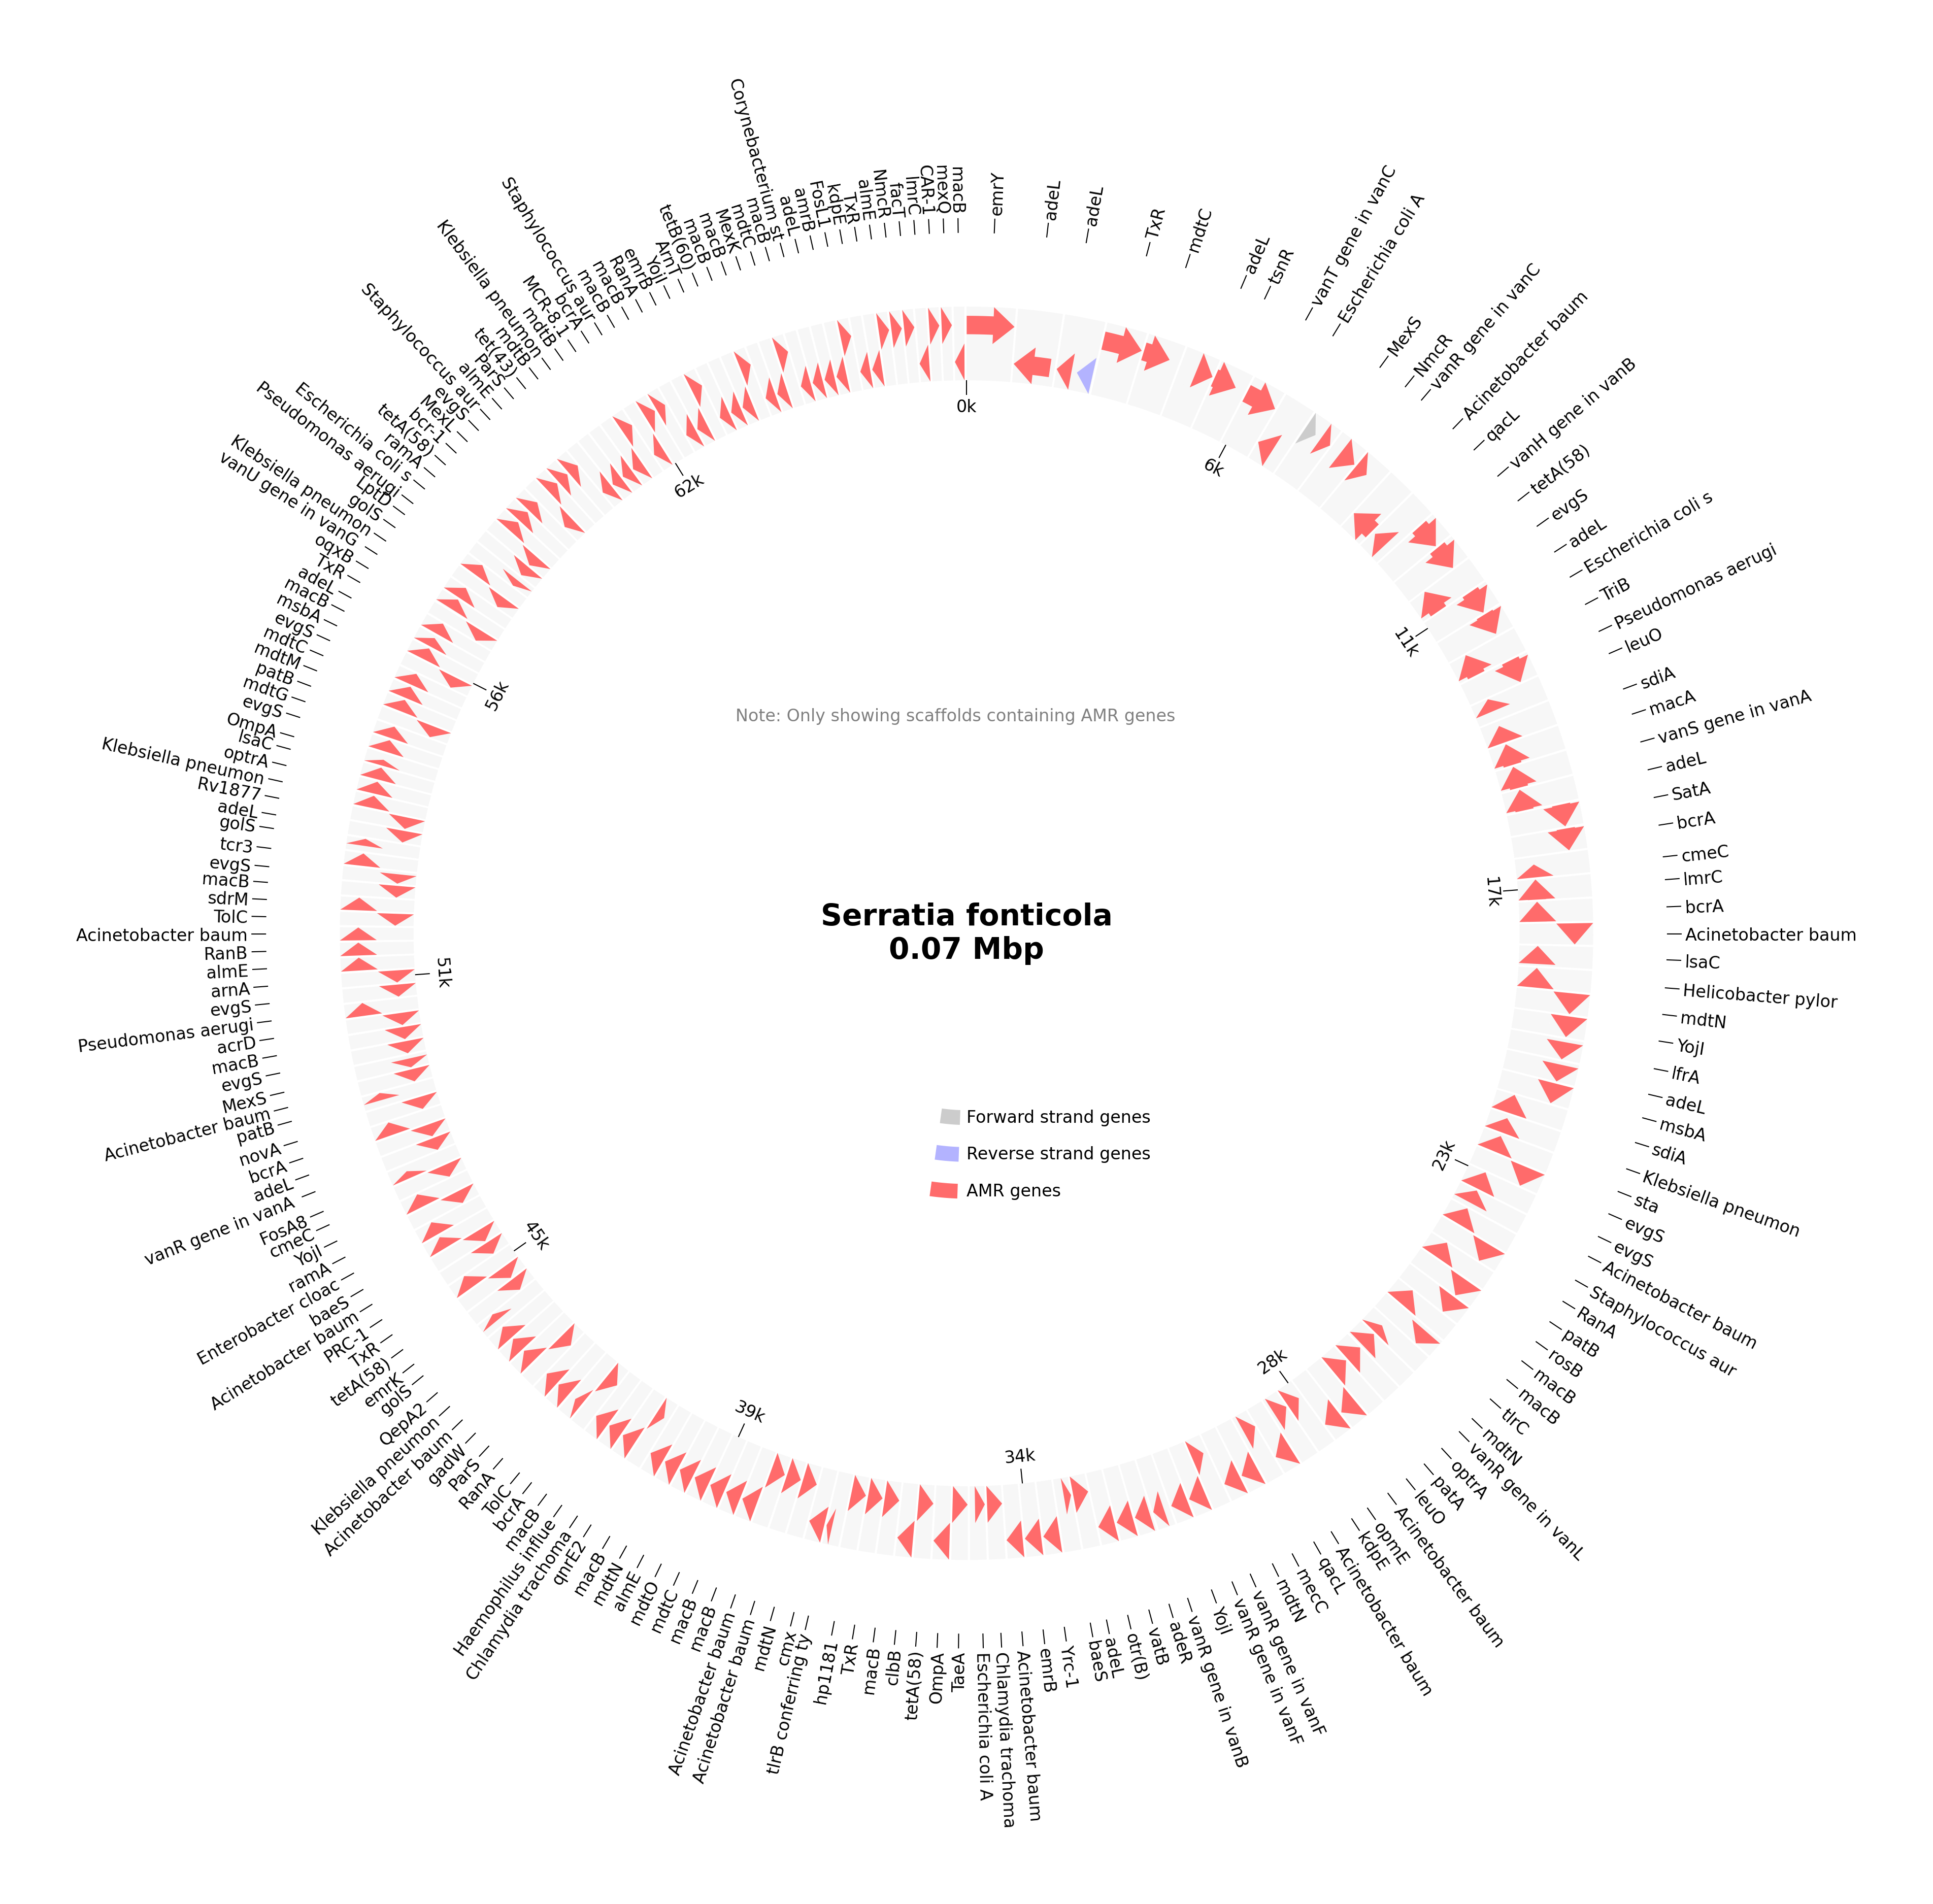 emrY
adeL
adeL
TxR
mdtC
adeL
tsnR
vanT gene in vanC
Escherichia coli A
MexS
NmcR
vanR gene in vanC
Acinetobacter baum
qacL
vanH gene in vanB
tetA(58)
evgS
adeL
Escherichia coli s
TriB
Pseudomonas aerugi
leuO
sdiA
macA
vanS gene in vanA
adeL
SatA
bcrA
cmeC
lmrC
bcrA
Acinetobacter baum
lsaC
Helicobacter pylor
mdtN
YojI
lfrA
adeL
msbA
sdiA
Klebsiella pneumon
sta
evgS
evgS
Acinetobacter baum
Staphylococcus aur
RanA
patB
rosB
macB
macB
tlrC
mdtN
vanR gene in vanL
optrA
patA
leuO
Acinetobacter baum
opmE
kdpE
Acinetobacter baum
qacL
mecC
mdtN
vanR gene in vanF
vanR gene in vanF
YojI
vanR gene in vanB
adeR
vatB
otr(B)
adeL
baeS
Yrc-1
emrB
Acinetobacter baum
Chlamydia trachoma
Escherichia coli A
TaeA
OmpA
tetA(58)
clbB
macB
TxR
hp1181
tlrB conferring ty
cmx
mdtN
Acinetobacter baum
Acinetobacter baum
macB
macB
mdtC
mdtO
almE
mdtN
macB
qnrE2
Chlamydia trachoma
Haemophilus influe
macB
bcrA
TolC
RanA
ParS
gadW
Acinetobacter baum
Klebsiella pneumon
QepA2
golS
emrK
tetA(58)
TxR
PRC-1
Acinetobacter baum
baeS
Enterobacter cloac
ramA
YojI
cmeC
FosA8
vanR gene in vanA
adeL
bcrA
novA
patB
Acinetobacter baum
MexS
evgS
macB
acrD
Pseudomonas aerugi
evgS
arnA
almE
RanB
Acinetobacter baum
TolC
sdrM
macB
evgS
tcr3
golS
adeL
Rv1877
Klebsiella pneumon
optrA
lsaC
OmpA
evgS
mdtG
patB
mdtM
mdtC
evgS
msbA
macB
adeL
TxR
oqxB
vanU gene in vanG
Klebsiella pneumon
golS
LptD
Pseudomonas aerugi
Escherichia coli s
ramA
tetA(58)
bcr-1
MexL
evgS
Staphylococcus aur
almE
ParS
tet(43)
mdtB
Klebsiella pneumon
mdtB
MCR-8.1
bcrA
Staphylococcus aur
macB
macB
RanA
emrB
YojI
ArnT
tetB(60)
macB
macB
MexK
mdtC
macB
Corynebacterium st
adeL
amrB
FosL1
kdpE
TxR
almE
NmcR
facT
lmrC
CAR-1
mexQ
macB
0k
6k
11k
17k
23k
28k
34k
39k
45k
51k
56k
62k
Note: Only showing scaffolds containing AMR genes
Serratia fonticola
0.07 Mbp
Forward strand genes
Reverse strand genes
AMR genes